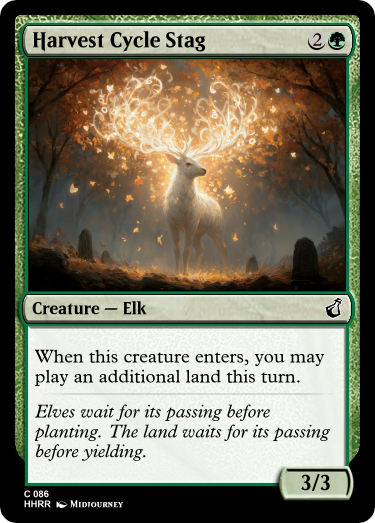 Harvest Cycle Stag 2
Creature — Elk
When this creature enters, you may
play an additional land this turn.
Elves wait for its passing before
planting. The land waits for its passing
before yielding.
3/3
C 086
HHRR Midjourney